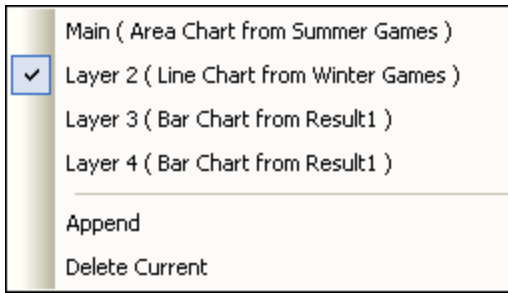 Main ( Area Chart from Summer Games )
Layer 2 ( Line Chart from Winter Games )
Layer 3 ( Bar Chart from Result1 )
Layer 4 ( Bar Chart from Result1 )
Append
Delete Current